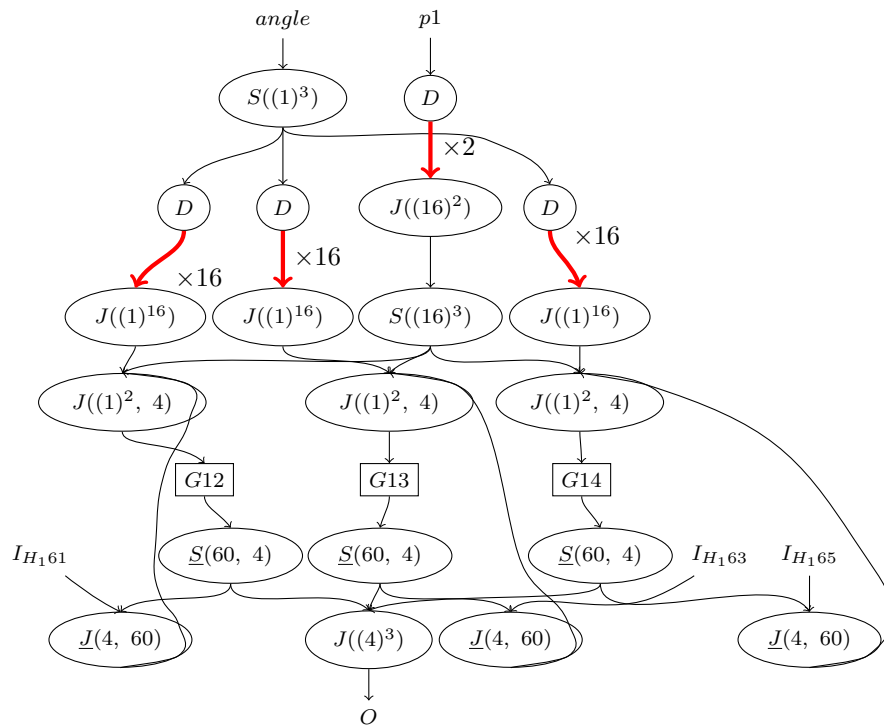 angle p1
S((1)^3) D
×2
D D J((16)^2) D
×16 ×16 ×16
J((1)^16) J((1)^16) S((16)^3) J((1)^16)
J((1)^2, 4) J((1)^2, 4) J((1)^2, 4)
G12 G13 G14
I_{H_1 61} S(60, 4) S(60, 4) S(60, 4) I_{H_1 63} I_{H_1 65}
J(4, 60) J((4)^3) J(4, 60) J(4, 60)
O